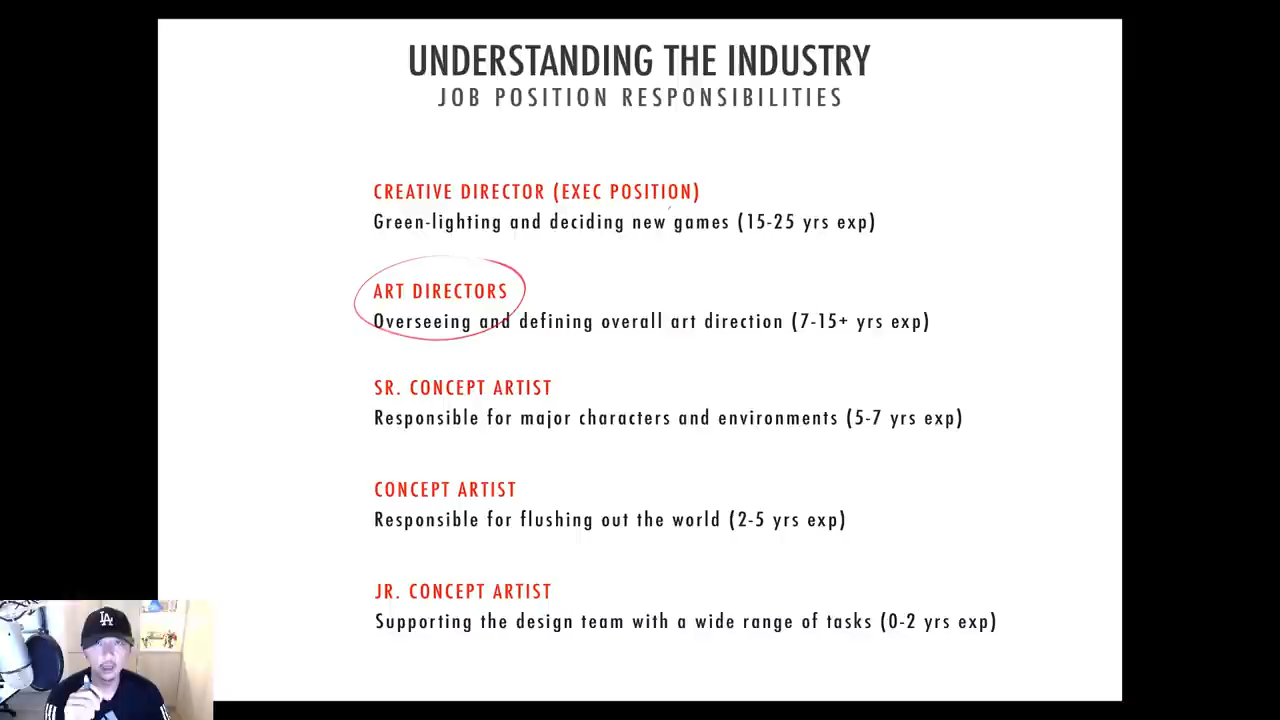 UNDERSTANDING THE INDUSTRY
JOB POSITION RESPONSIBILITIES
CREATIVE DIRECTOR (EXEC POSITION)
Green-lighting and deciding new games (15-25 yrs exp)
ART DIRECTORS
Overseeing and defining overall art direction (7-15+ yrs exp)
SR. CONCEPT ARTIST
Responsible for major characters and environments (5-7 yrs exp)
CONCEPT ARTIST
Responsible for flushing out the world (2-5 yrs exp)
JR. CONCEPT ARTIST
Supporting the design team with a wide range of tasks (0-2 yrs exp)
LA